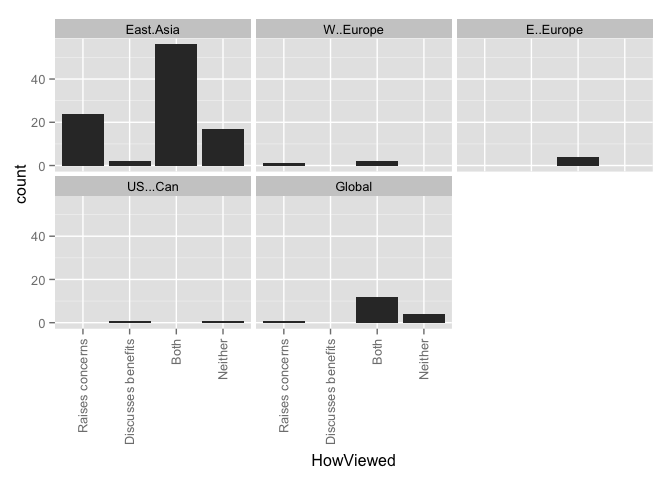 East.Asia W..Europe E..Europe
40
20
0
count
US...Can Global
40
20
0
Raises concerns Discusses benefits Both Neither Raises concerns Discusses benefits Both Neither
HowViewed